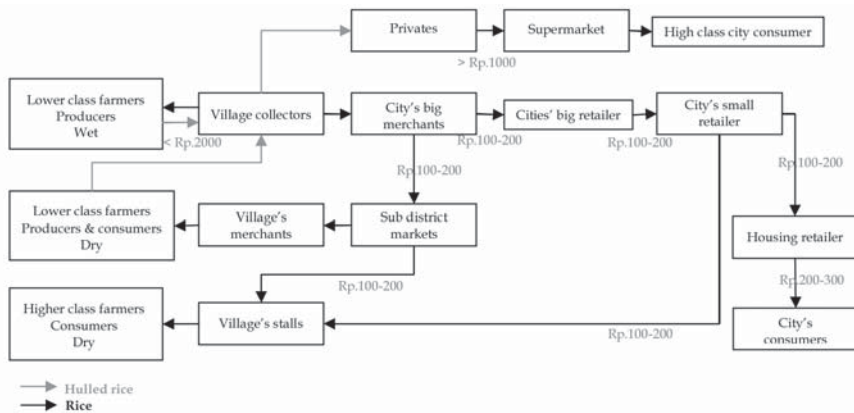 Privates
Supermarket
High class city consumer
> Rp.1000
Lower class farmers
Producers
Wet
< Rp.2000
Village collectors
City's big
merchants
Rp.100-200
Cities' big retailer
Rp.100-200
City's small
retailer
Rp.100-200
Rp.100-200
Lower class farmers
Producers & consumers
Dry
Village's
merchants
Sub district
markets
Housing retailer
Rp.100-200
Rp.200-300
Higher class farmers
Consumers
Dry
Village's stalls
Rp.100-200
City's
consumers
Hulled rice
Rice